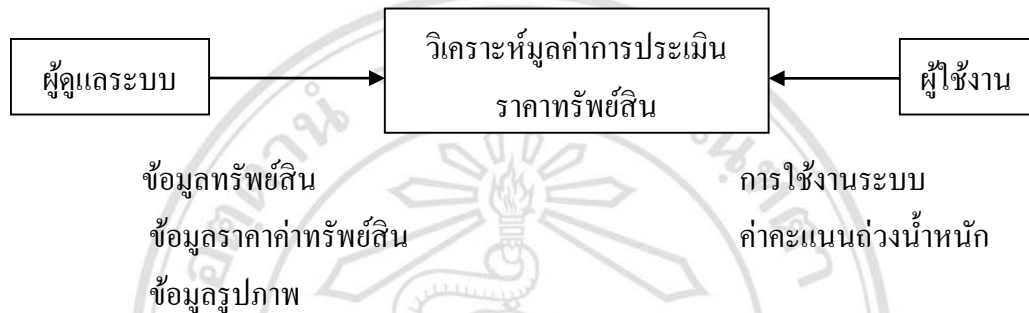 ผู้ดูแลระบบ
วิเคราะห์มูลค่าการประเมิน
ราคาทรัพย์สิน
ผู้ใช้งาน
ข้อมูลทรัพย์สิน
ข้อมูลราคาค่าทรัพย์สิน
ข้อมูลรูปภาพ
การใช้งานระบบ
ค่าคะแนนถ่วงน้ำหนัก